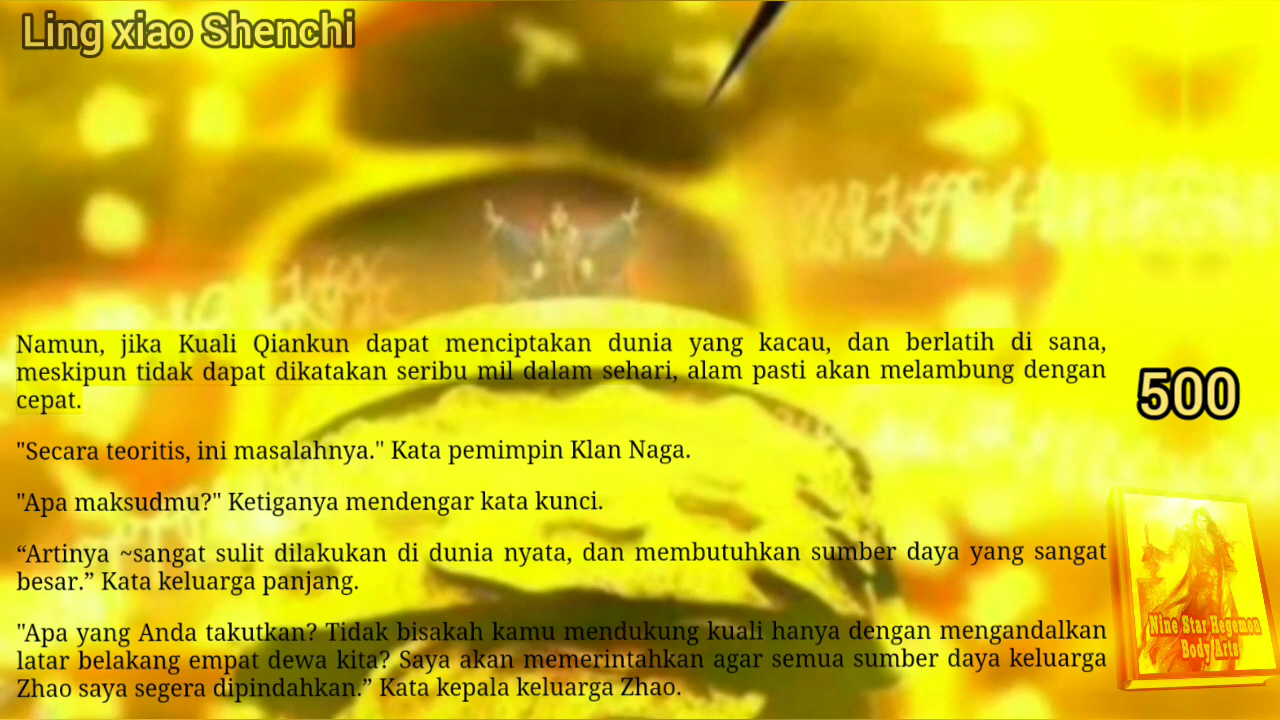 Ling xiao Shenchi
Namun, jika Kuali Qiankun dapat menciptakan dunia yang kacau, dan berlatih di sana,
meskipun tidak dapat dikatakan seribu mil dalam sehari, alam pasti akan melambung dengan
cepat.
"Secara teoritis, ini masalahnya." Kata pemimpin Klan Naga.
"Apa maksudmu?" Ketiganya mendengar kata kunci.
“Artinya ~sangat sulit dilakukan di dunia nyata, dan membutuhkan sumber daya yang sangat
besar.” Kata keluarga panjang.
"Apa yang Anda takutkan? Tidak bisakah kamu mendukung kuali hanya dengan mengandalkan
latar belakang empat dewa kita? Saya akan memerintahkan agar semua sumber daya keluarga
Zhao saya segera dipindahkan.” Kata kepala keluarga Zhao.
500
Nine Star Hegemon
Body Arts